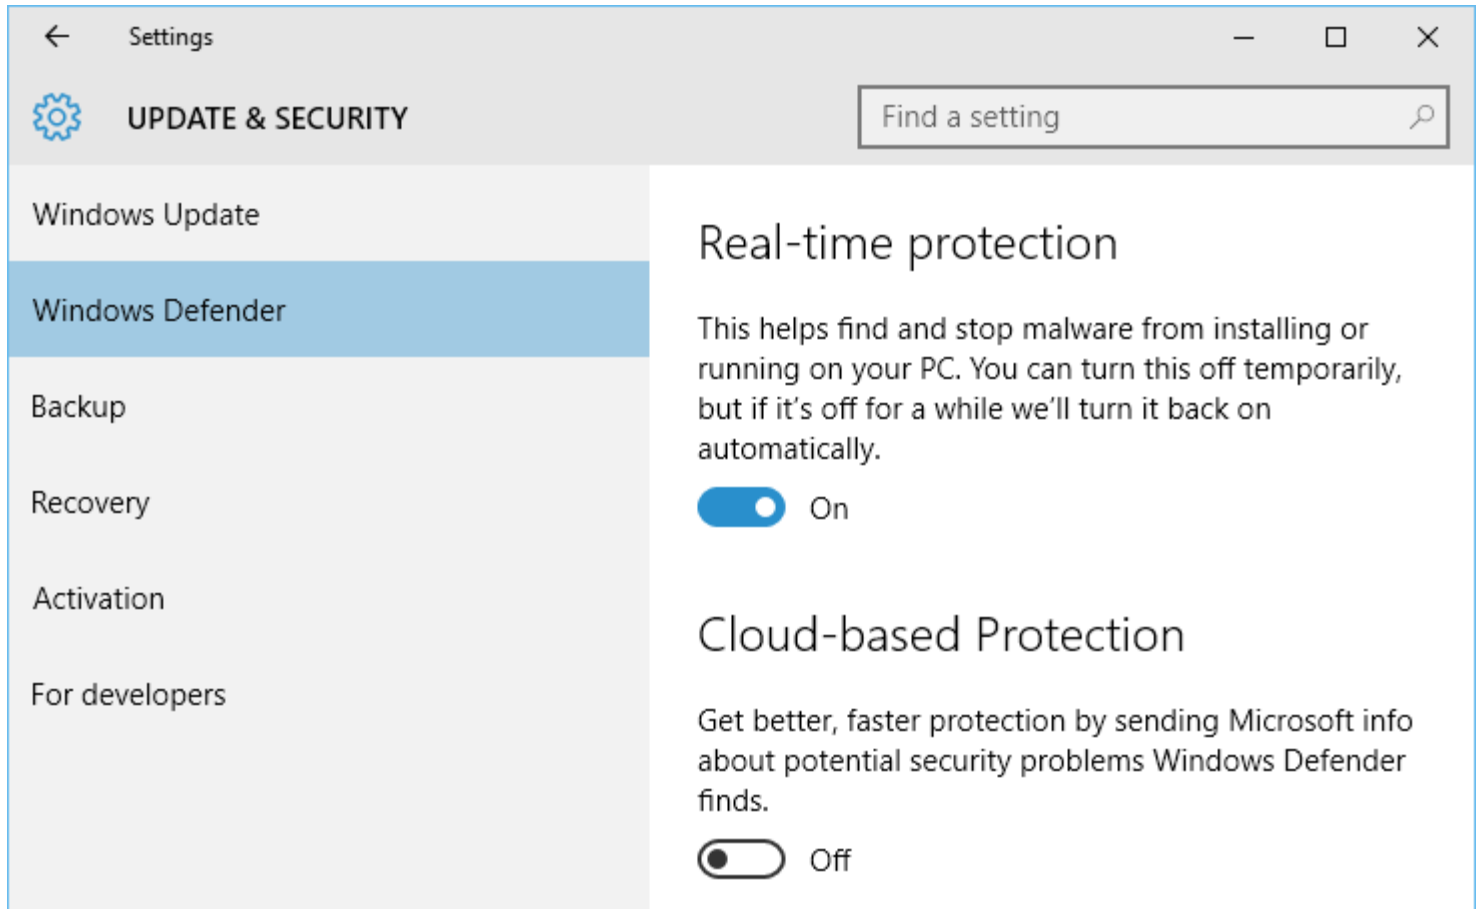 Settings
UPDATE & SECURITY
Find a setting
Windows Update
Windows Defender
Backup
Recovery
Activation
For developers
Real-time protection
This helps find and stop malware from installing or
running on your PC. You can turn this off temporarily,
but if it’s off for a while we’ll turn it back on
automatically.
On
Cloud-based Protection
Get better, faster protection by sending Microsoft info
about potential security problems Windows Defender
finds.
Off